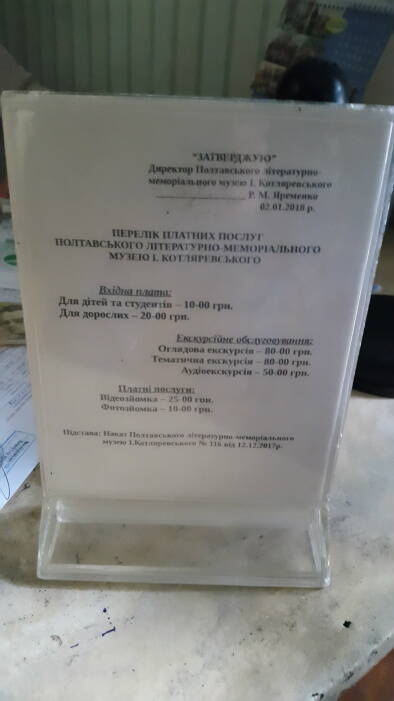 "ЗАТВЕРДЖУЮ"
Директор Полтавського літературно-
меморіального музею І. Котляревського
____________________ Р. М. Яременко
02.01.2018 р.
ПЕРЕЛІК ПЛАТНИХ ПОСЛУГ
ПОЛТАВСЬКОГО ЛІТЕРАТУРНО-МЕМОРІАЛЬНОГО
МУЗЕЮ І. КОТЛЯРЕВСЬКОГО
Вхідна плата:
Для дітей та студентів – 10-00 грн.
Для дорослих – 20-00 грн.
Екскурсійне обслуговування:
Оглядова екскурсія – 80-00 грн.
Тематична екскурсія – 80-00 грн.
Аудіоекскурсія – 50-00 грн.
Платні послуги:
Відеозйомка – 25-00 грн.
Фотозйомка – 10-00 грн.
Підстава: Наказ Полтавського літературно-меморіального
музею І.Котляревського № 116 від 12.12.2017р.